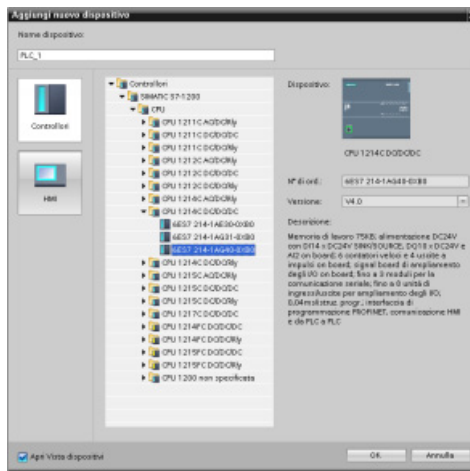 Aggiungi nuovo dispositivo
Nome dispositivo:
PLC_1
Controllori
HMI
Controllori
SIMATIC S7-1200
CPU
CPU 1211C AC/DC/Rly
CPU 1211C DC/DC/DC
CPU 1211C DC/DC/Rly
CPU 1212C AC/DC/Rly
CPU 1212C DC/DC/DC
CPU 1212C DC/DC/Rly
CPU 1214C AC/DC/Rly
CPU 1214C DC/DC/DC
6ES7 214-1AE30-0XB0
6ES7 214-1AG31-0XB0
6ES7 214-1AG40-0XB0
CPU 1214C DC/DC/Rly
CPU 1215C AC/DC/Rly
CPU 1215C DC/DC/DC
CPU 1215C DC/DC/Rly
CPU 1217C DC/DC/DC
CPU 1214FC DC/DC/DC
CPU 1214FC DC/DC/Rly
CPU 1215FC DC/DC/DC
CPU 1215FC DC/DC/Rly
CPU 1200 non specificata
Dispositivo:
CPU 1214C DC/DC/DC
N° di ord.: 6ES7 214-1AG40-0XB0
Versione: V4.0
Descrizione:
Memoria di lavoro 75KB; alimentazione DC24V
con DI14 x DC24V SINK/SOURCE, DQ10 x DC24V e
AI2 on board; 6 contatori veloci e 4 uscite a
impulsi on board; signal board di ampliamento
degli I/O on board; fino a 3 moduli per la
comunicazione seriale; fino a 8 unità di
ingressi/uscite per ampliamento degli I/O;
0,04ms/istruz. progr., interfaccia di
programmazione PROFINET, comunicazione HMI
e da PLC a PLC
Apri Vista dispositivi
OK
Annulla